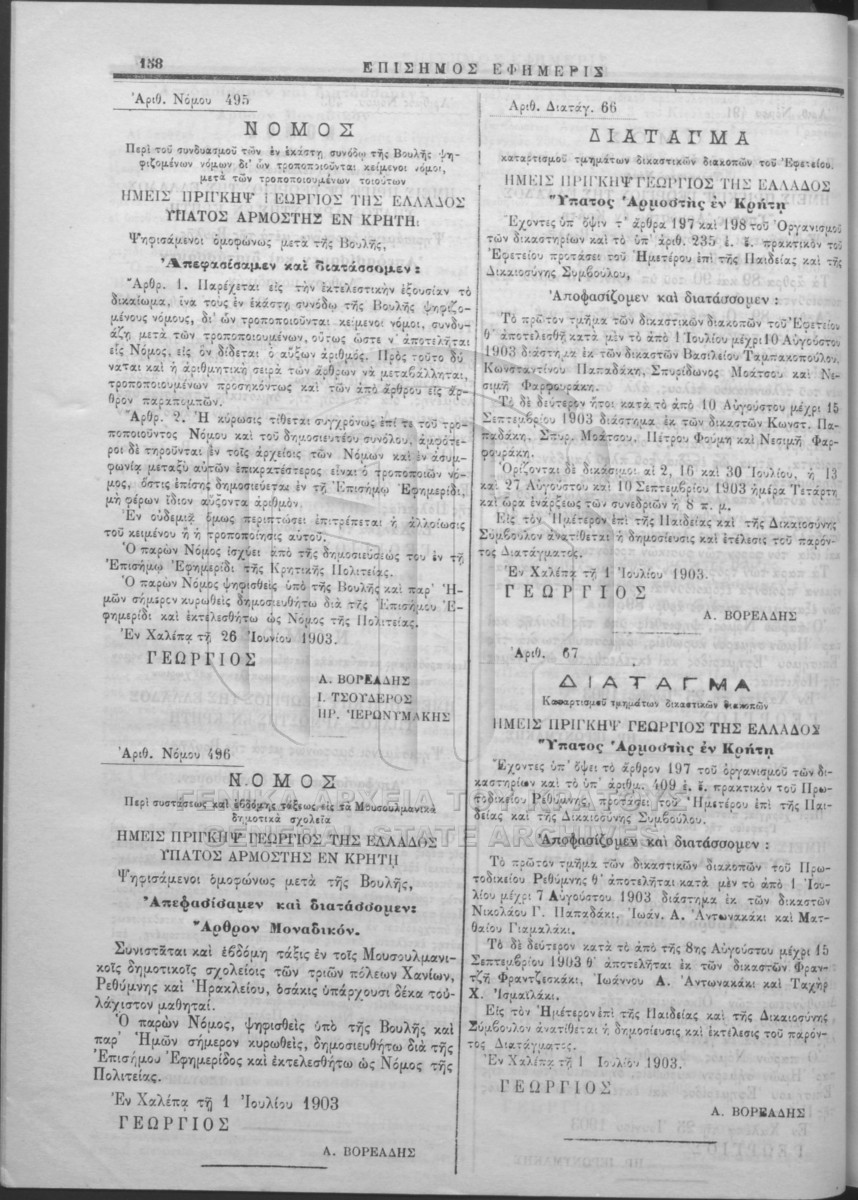 158
ΕΠΙΣΗΜΟΣ ΕΦΗΜΕΡΙΣ
Ἀριθ. Νόμου 495
ΝΟΜΟΣ
Περὶ τοῦ συνδυασμοῦ τῶν ἐν ἑκάστῃ συνόδῳ τῆς Βουλῆς ψη-
φιζομένων νόμων δι' ὧν τροποποιοῦνται κείμενοι νόμοι,
μετὰ τῶν τροποποιουμένων τοιούτων
ΗΜΕΙΣ ΠΡΙΓΚΗΨ ΓΕΩΡΓΙΟΣ ΤΗΣ ΕΛΛΑΔΟΣ
ΥΠΑΤΟΣ ΑΡΜΟΣΤΗΣ ΕΝ ΚΡΗΤΗ
Ψηφισάμενοι ὁμοφώνως μετὰ τῆς Βουλῆς,
Ἀπεφασίσαμεν καὶ διατάσσομεν:
Ἄρθρ. 1. Παρέχεται εἰς τὴν ἐκτελεστικὴν ἐξουσίαν τὸ
δικαίωμα, ἵνα τοὺς ἐν ἑκάστῃ συνόδῳ τῆς Βουλῆς ψηφιζο-
μένους νόμους, δι' ὧν τροποποιοῦνται κείμενοι νόμοι, συνδυ-
άζῃ μετὰ τῶν τροποποιουμένων, οὕτως ὥστε ν' ἀποτελῆται
εἷς Νόμος, εἰς ὃν δίδεται ὁ αὔξων ἀριθμός. Πρὸς τοῦτο δύ
ναται καὶ ἡ ἀριθμητικὴ σειρὰ τῶν ἄρθρων νὰ μεταβάλληται,
τροποποιουμένων προσηκόντως καὶ τῶν ἀπὸ ἄρθρου εἰς ἄρ-
θρον παραπομπῶν.
Ἄρθρ. 2. Ἡ κύρωσις τίθεται συγχρόνως ἐπί τε τοῦ τρο-
ποποιοῦντος Νόμου καὶ τοῦ δημοσιευτέου συνόλου, ἀμφότε-
ροι δὲ τηροῦνται ἐν τοῖς ἀρχείοις τῶν Νόμων καὶ ἐν ἀσυμ-
φωνίᾳ μεταξὺ αὐτῶν ἐπικρατέστερος εἶναι ὁ τροποποιῶν νό-
μος, ὅστις ἐπίσης δημοσιεύεται ἐν τῇ Ἐπισήμῳ Ἐφημερίδι,
μὴ φέρων ἴδιον αὔξοντα ἀριθμόν.
Ἐν οὐδεμιᾷ ὅμως περιπτώσει ἐπιτρέπεται ἡ ἀλλοίωσις
τοῦ κειμένου ἢ ἡ τροποποίησις αὐτοῦ.
Ὁ παρὼν Νόμος ἰσχύει ἀπὸ τῆς δημοσιεύσεώς του ἐν τῇ
Ἐπισήμῳ Ἐφημερίδι τῆς Κρητικῆς Πολιτείας.
Ὁ παρὼν Νόμος ψηφισθεὶς ὑπὸ τῆς Βουλῆς καὶ παρ' Ἡ-
μῶν σήμερον κυρωθεὶς δημοσιευθήτω διὰ τῆς Ἐπισήμου Ἐ-
φημερίδι καὶ ἐκτελεσθήτω ὡς Νόμος τῆς Πολιτείας.
Ἐν Χαλέπᾳ τῇ 26 Ἰουνίου 1903.
ΓΕΩΡΓΙΟΣ
Α. ΒΟΡΕΑΔΗΣ
Ι. ΤΣΟΥΔΕΡΟΣ
ΗΡ. ἹΕΡΩΝΥΜΑΚΗΣ
Ἀριθ. Νόμου 496
ΝΟΜΟΣ
Περὶ συστάσεως καὶ ἑβδόμης τάξεως εἰς τὰ Μουσουλμανικὰ
δημοτικὰ σχολεῖα
ΗΜΕΙΣ ΠΡΙΓΚΗΨ ΓΕΩΡΓΙΟΣ ΤΗΣ ΕΛΛΑΔΟΣ
ΥΠΑΤΟΣ ΑΡΜΟΣΤΗΣ ΕΝ ΚΡΗΤΗ
Ψηφισάμενοι ὁμοφώνως μετὰ τῆς Βουλῆς,
Ἀπεφασίσαμεν καὶ διατάσσομεν:
Ἄρθρον Μοναδικόν.
Συνιστᾶται καὶ ἑβδόμη τάξις ἐν τοῖς Μουσουλμανι-
κοῖς δημοτικοῖς σχολείοις τῶν τριῶν πόλεων Χανίων,
Ῥεθύμνης καὶ Ἡρακλείου, ὁσάκις ὑπάρχουσι δέκα τοὐ-
λάχιστον μαθηταί.
Ὁ παρὼν Νόμος, ψηφισθεὶς ὑπὸ τῆς Βουλῆς καὶ
παρ' Ἡμῶν σήμερον κυρωθεὶς, δημοσιευθήτω διὰ τῆς
Ἐπισήμου Ἐφημερίδος καὶ ἐκτελεσθήτω ὡς Νόμος τῆς
Πολιτείας.
Ἐν Χαλέπᾳ τῇ 1 Ἰουλίου 1903
ΓΕΩΡΓΙΟΣ
Α. ΒΟΡΕΑΔΗΣ
Ἀριθ. Διατάγ. 66
ΔΙΑΤΑΓΜΑ
καταρτισμοῦ τμημάτων δικαστικῶν διακοπῶν τοῦ Ἐφετείου.
ΗΜΕΙΣ ΠΡΙΓΚΗΨ ΓΕΩΡΓΙΟΣ ΤΗΣ ΕΛΛΑΔΟΣ
Ὕπατος Ἁρμοστὴς ἐν Κρήτῃ
Ἔχοντες ὑπ' ὄψιν τ' ἄρθρα 197 καὶ 198 τοῦ Ὀργανισμοῦ
τῶν δικαστηρίων καὶ τὸ ὑπ' ἀριθ. 235 ἐ. ἔ. πρακτικὸν τοῦ
Ἐφετείου προτάσει τοῦ Ἡμετέρου ἐπὶ τῆς Παιδείας καὶ τῆς
Δικαιοσύνης Συμβούλου,
Ἀποφασίζομεν καὶ διατάσσομεν :
Τὸ πρῶτον τμῆμα τῶν δικαστικῶν διακοπῶν τοῦ Ἐφετείου
θ' ἀποτελεσθῇ κατὰ μὲν τὸ ἀπὸ 1 Ἰουλίου μέχρι 10 Αὐγούστου
1903 διάστημα ἐκ τῶν δικαστῶν Βασιλείου Ταμπακοπούλου,
Κωνσταντίνου Παπαδάκη, Σπυρίδωνος Μοάτσου καὶ Νε-
σιμῆ Φαρφουράκη.
Τὸ δὲ δεύτερον ἤτοι κατὰ τὸ ἀπὸ 10 Αὐγούστου μέχρι 15
Σεπτεμβρίου 1903 διάστημα ἐκ τῶν δικαστῶν Κωνστ. Πα-
παδάκη, Σπυρ. Μοάτσου, Πέτρου Φούμη καὶ Νεσιμῆ Φαρ-
φουράκη.
Ὁρίζονται δὲ δικάσιμοι αἱ 2, 16 καὶ 30 Ἰουλίου, ἡ 13
καὶ 27 Αὐγούστου καὶ 10 Σεπτεμβρίου 1903 ἡμέρα Τετάρτη
καὶ ὥρα ἐνάρξεως τῶν συνεδριῶν ἡ 8 π. μ.
Εἰς τὸν Ἡμέτερον ἐπὶ τῆς Παιδείας καὶ τῆς Δικαιοσύνης
Σύμβουλον ἀνατίθεται ἡ δημοσίευσις καὶ ἐκτέλεσις τοῦ παρόν-
τος Διατάγματος.
Ἐν Χαλέπᾳ τῇ 1 Ἰουλίου 1903.
ΓΕΩΡΓΙΟΣ
Α. ΒΟΡΕΑΔΗΣ
Ἀριθ. 67
ΔΙΑΤΑΓΜΑ
Καταρτισμοῦ τμημάτων δικαστικῶν διακοπῶν
ΗΜΕΙΣ ΠΡΙΓΚΗΨ ΓΕΩΡΓΙΟΣ ΤΗΣ ΕΛΛΑΔΟΣ
Ὕπατος Ἁρμοστὴς ἐν Κρήτῃ
Ἔχοντες ὑπ' ὄψει τὸ ἄρθρον 197 τοῦ ὀργανισμοῦ τῶν δι-
καστηρίων καὶ τὸ ὑπ' ἀριθμ. 409 ἐ. ἔ. πρακτικὸν τοῦ Πρω-
τοδικείου Ῥεθύμνης, προτάσει τοῦ Ἡμετέρου ἐπὶ τῆς Παι-
δείας καὶ τῆς Δικαιοσύνης Συμβούλου.
Ἀποφασίζομεν καὶ διατάσσομεν :
Τὸ πρῶτον τμῆμα τῶν δικαστικῶν διακοπῶν τοῦ Πρω-
τοδικείου Ῥεθύμνης θ' ἀποτελῆται κατὰ μὲν τὸ ἀπὸ 1 Ἰου-
λίου μέχρι 7 Αὐγούστου 1903 διάστημα ἐκ τῶν δικαστῶν
Νικολάου Γ. Παπαδάκι, Ἰωάν. Α. Ἀντωνακάκι καὶ Ματ-
θαίου Γιαμαλάκι.
Τὸ δὲ δεύτερον κατὰ τὸ ἀπὸ τῆς 8ης Αὐγούστου μέχρι 15
Σεπτεμβρίου 1903 θ' ἀποτελῆται ἐκ τῶν δικαστῶν Φραν-
τζῆ Φραντζεσκάκι, Ἰωάννου Α. Ἀντωνακάκι καὶ Ταχὴρ
Χ. Ἰσμαϊλάκι.
Εἰς τὸν Ἡμέτερον ἐπὶ τῆς Παιδείας καὶ τῆς Δικαιοσύνης
Σύμβουλον ἀνατίθεται ἡ δημοσίευσις καὶ ἐκτέλεσις τοῦ παρόν-
τος Διατάγματος.
Ἐν Χαλέπᾳ τῇ 1 Ἰουλίου 1903.
ΓΕΩΡΓΙΟΣ
Α. ΒΟΡΕΑΔΗΣ
ΓΕΝΙΚΑ ΑΡΧΕΙΑ ΤΟΥ ΚΡΑΤΟΥΣ
GENERAL STATE ARCHIVES